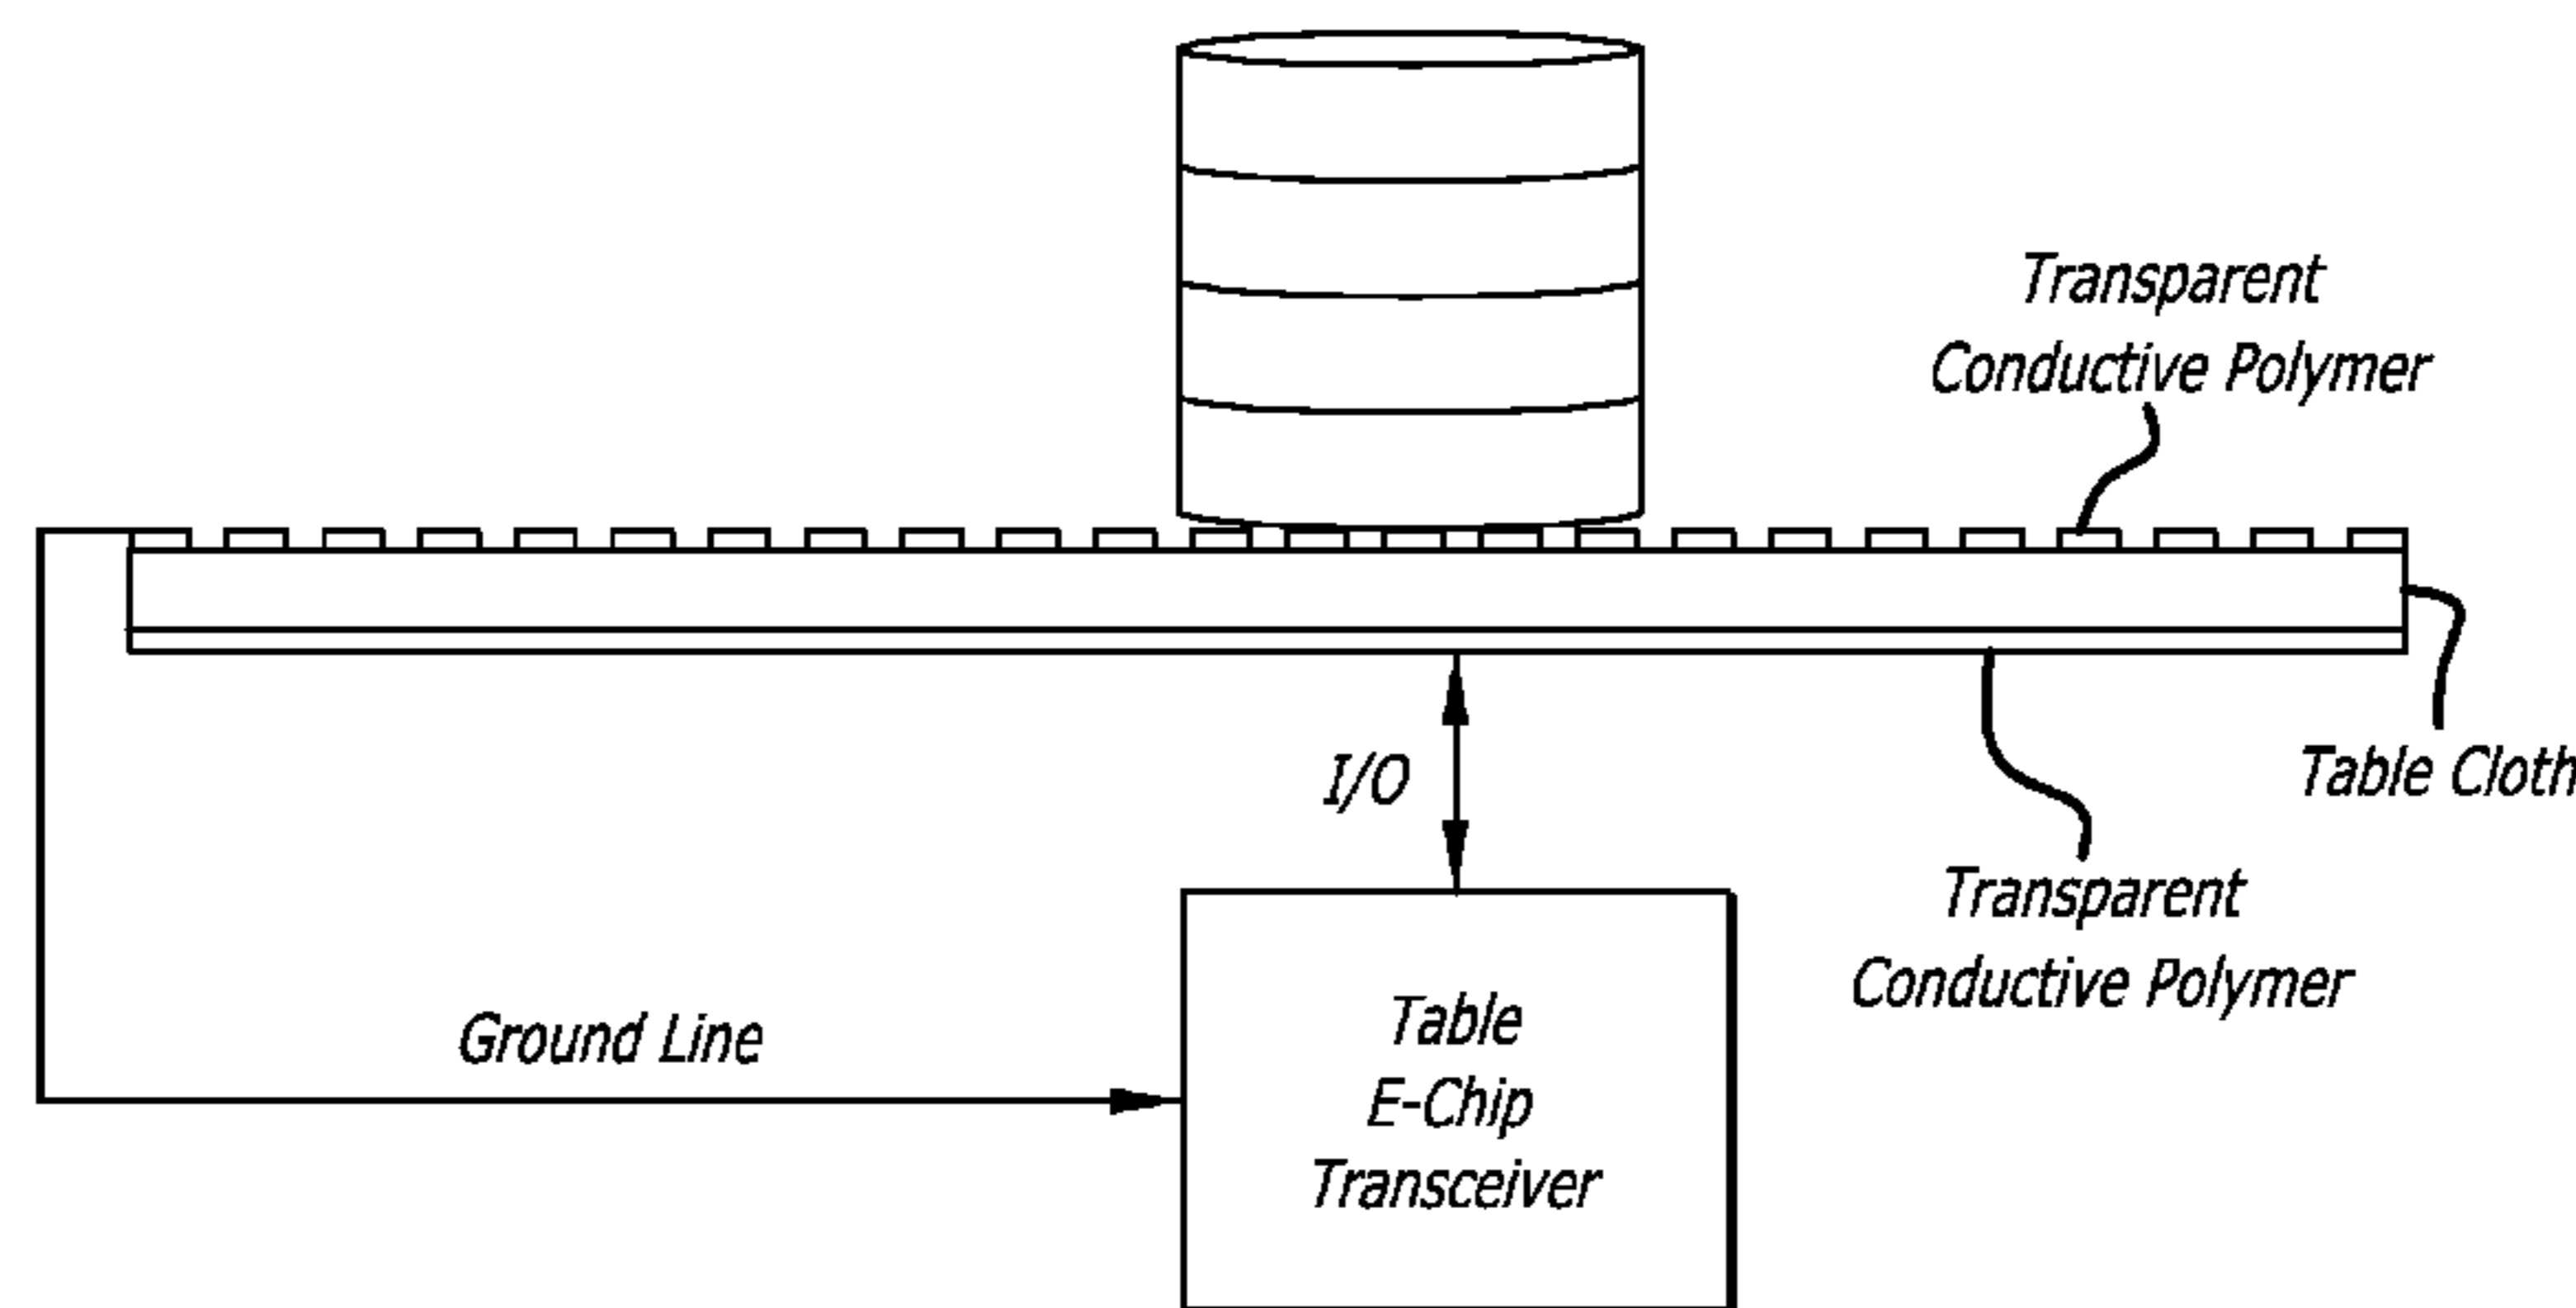 Transparent
Conductive Polymer
I/O
Table Cloth
Transparent
Conductive Polymer
Ground Line
Table
E-Chip
Transceiver